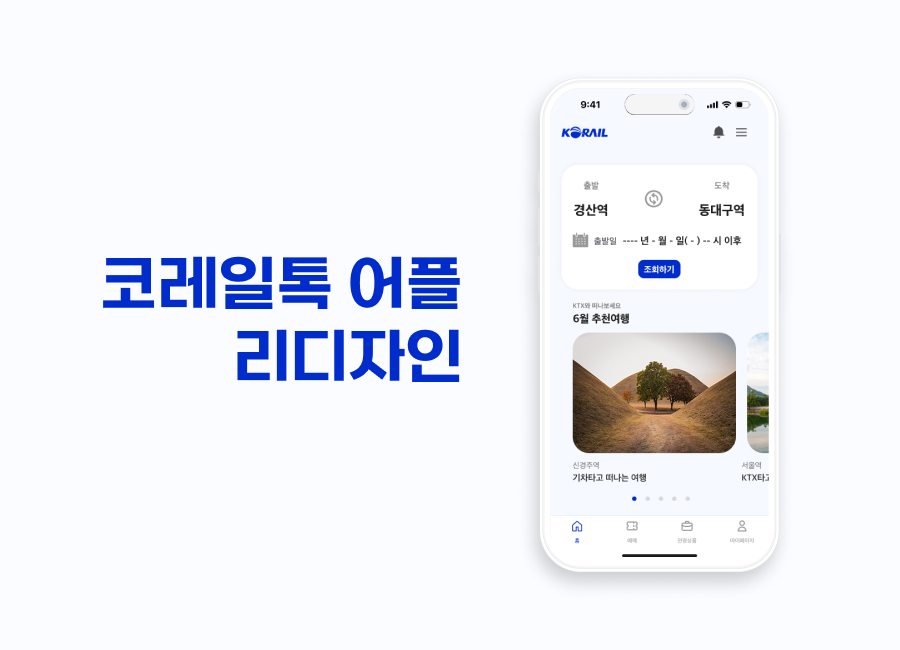 코레일톡 어플
리디자인
9:41
KORAIL
출발
도착
경산역
동대구역
출발일 ---- 년 - 월 - 일( - ) -- 시 이후
조회하기
KTX와 떠나보세요
6월 추천여행
신경주역
서울역
기차타고 떠나는 여행
KTX타고
홈
예매
관광상품
마이페이지